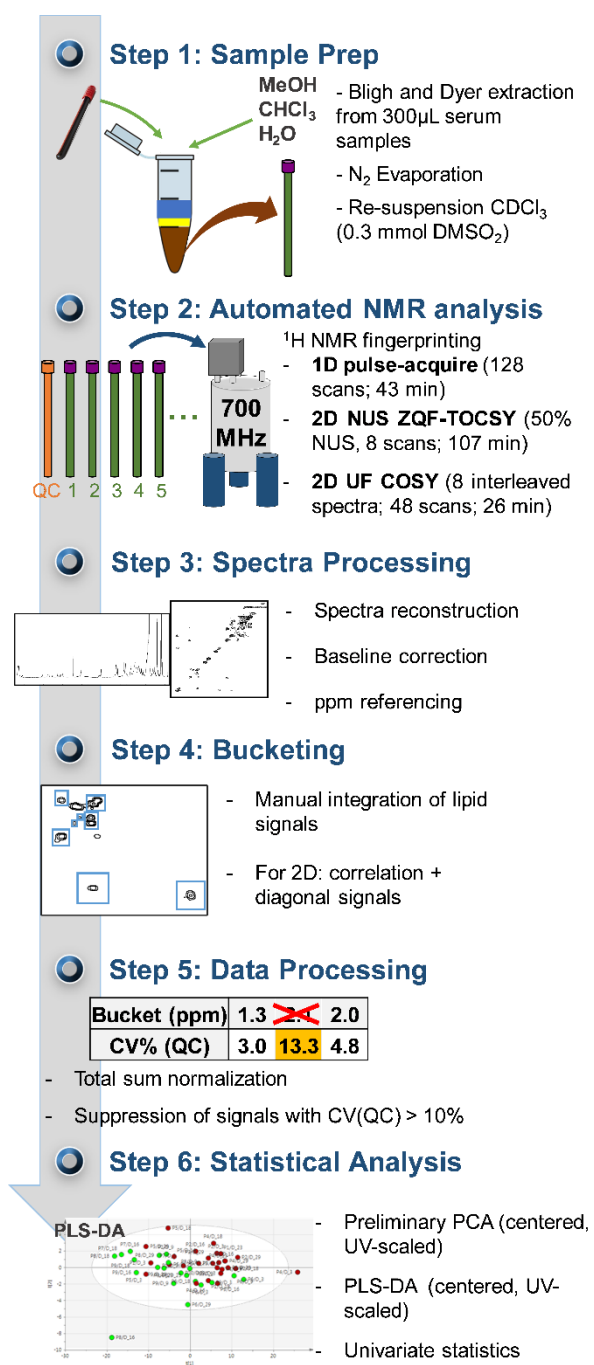 Step 1: Sample Prep
MeOH
CHCl₃
H₂O
- Bligh and Dyer extraction
from 300µL serum
samples
- N₂ Evaporation
- Re-suspension CDCl₃
(0.3 mmol DMSO₂)
Step 2: Automated NMR analysis
¹H NMR fingerprinting
- 1D pulse-acquire (128
scans; 43 min)
- 2D NUS ZQF-TOCSY (50%
NUS, 8 scans; 107 min)
- 2D UF COSY (8 interleaved
spectra; 48 scans; 26 min)
700
MHz
QC 1 2 3 4 5
Step 3: Spectra Processing
- Spectra reconstruction
- Baseline correction
- ppm referencing
Step 4: Bucketing
- Manual integration of lipid
signals
- For 2D: correlation +
diagonal signals
Step 5: Data Processing
Bucket (ppm) 1.3 2.0
CV% (QC) 3.0 13.3 4.8
- Total sum normalization
- Suppression of signals with CV(QC) > 10%
Step 6: Statistical Analysis
PLS-DA
- Preliminary PCA (centered,
UV-scaled)
- PLS-DA (centered, UV-
scaled)
- Univariate statistics